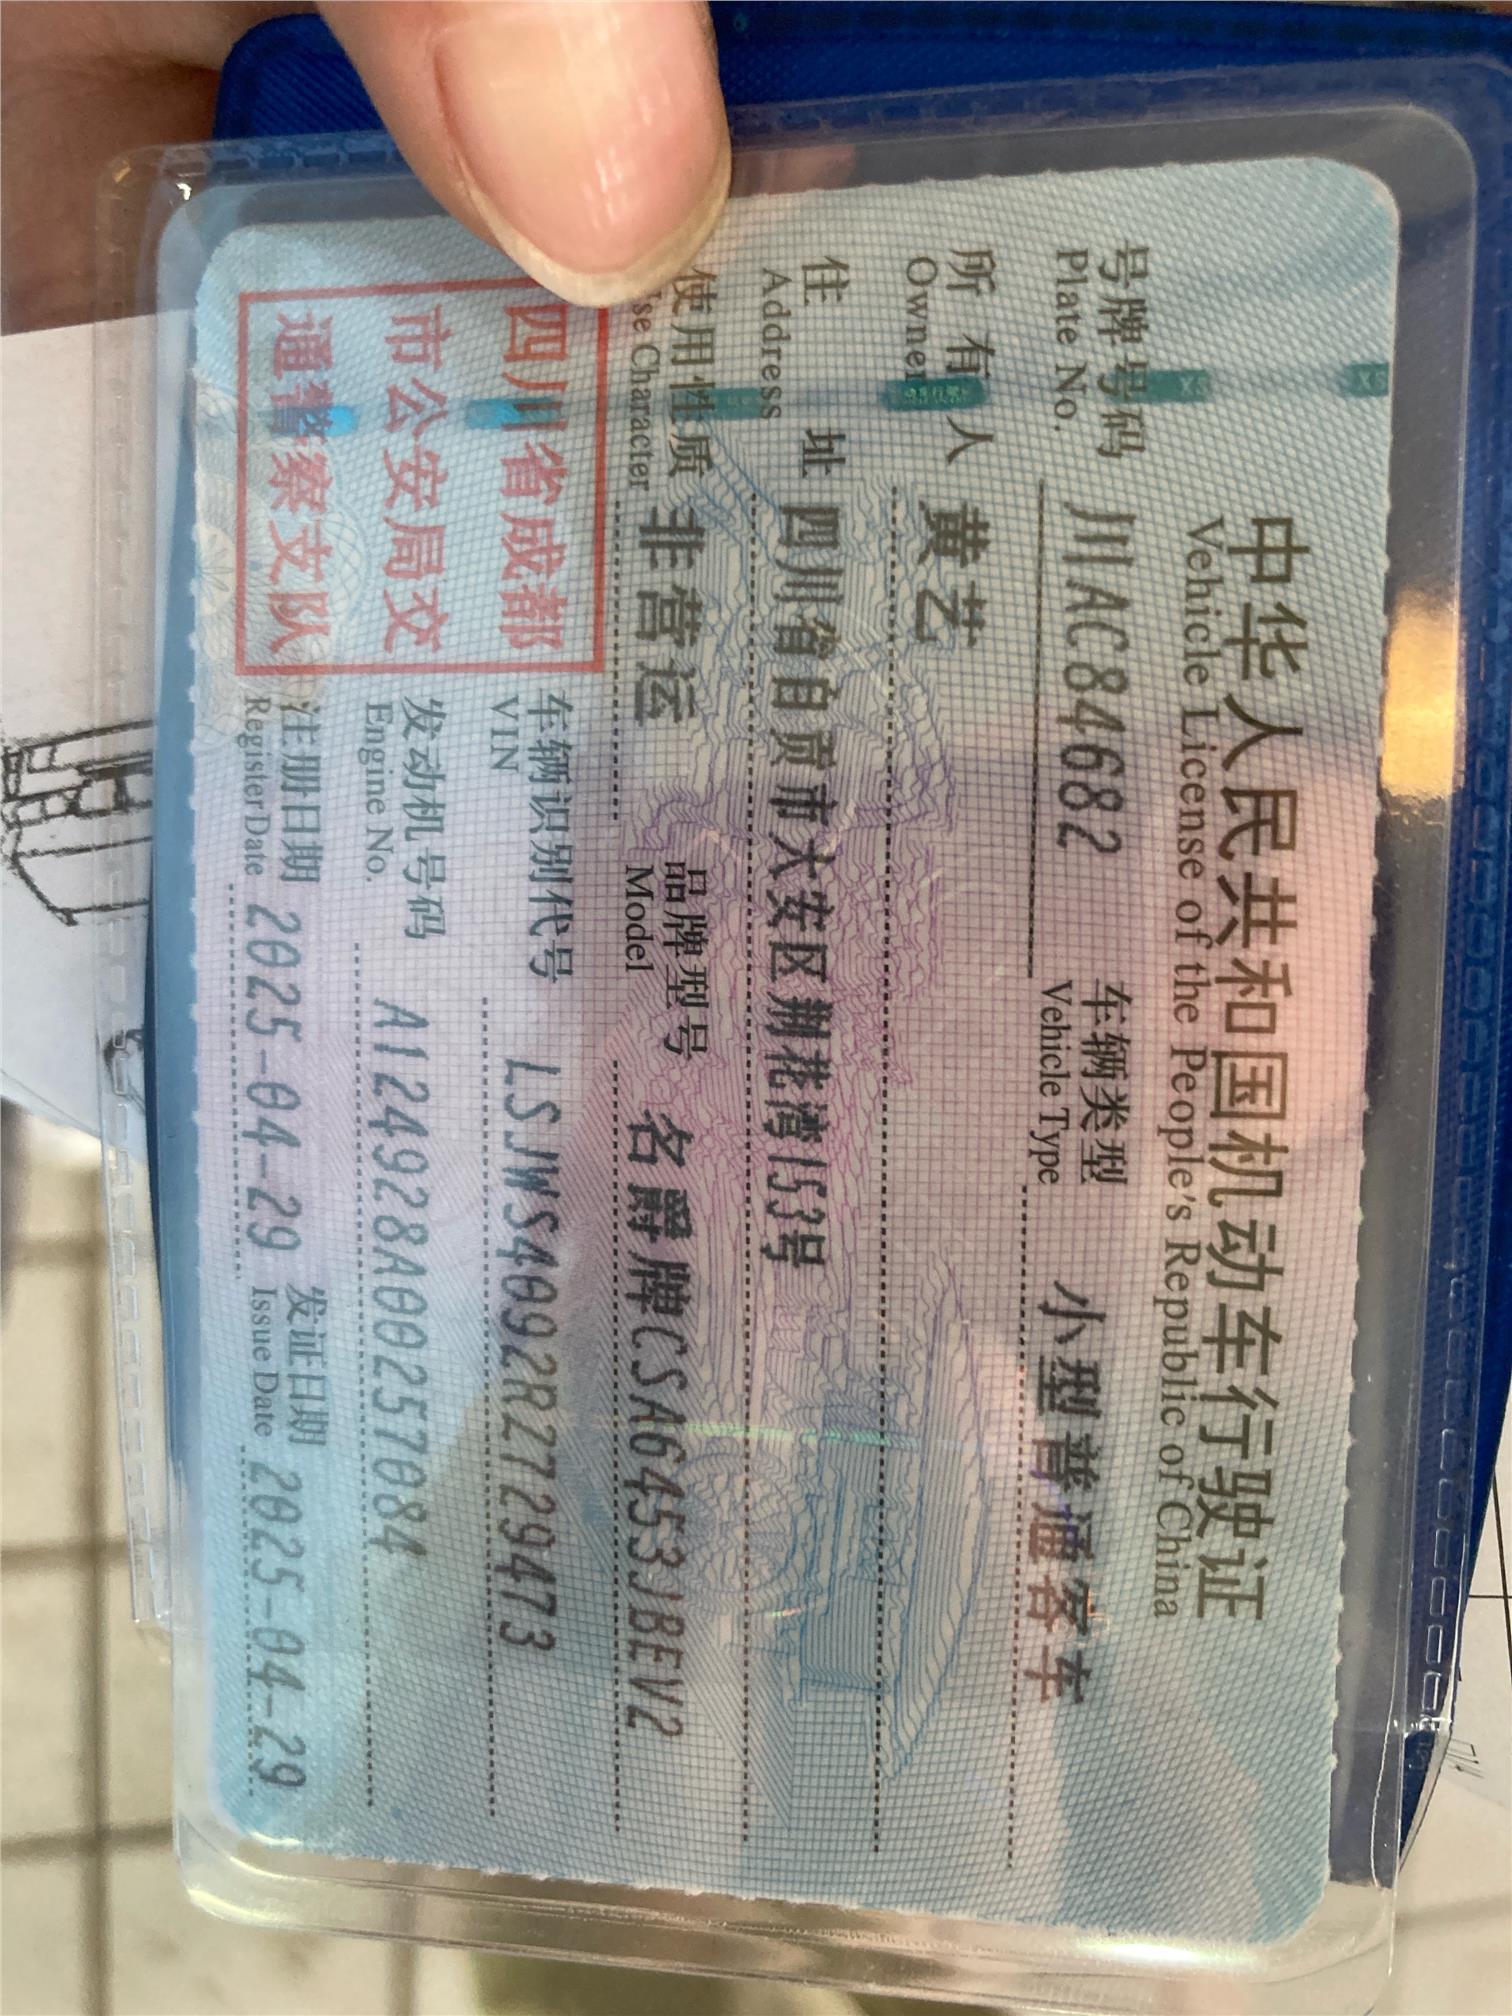 中华人民共和国机动车行驶证
Vehicle License of the People's Republic of China
号牌号码 川AC84682 车辆类型 小型普通客车
Plate No. Vehicle Type
所有人 黄艺
Owner
住址 四川省自贡市大安区荆花湾153号
Address
使用性质 非营运 品牌型号 名爵牌CSA6453JBEV2
Use Character Model
四川省成都
市公安局交
通警察支队
车辆识别代号 LSJWS4092RZ729473
VIN
发动机号码 A124928A00257084
Engine No.
注册日期 2025-04-29 发证日期 2025-04-29
Register Date Issue Date